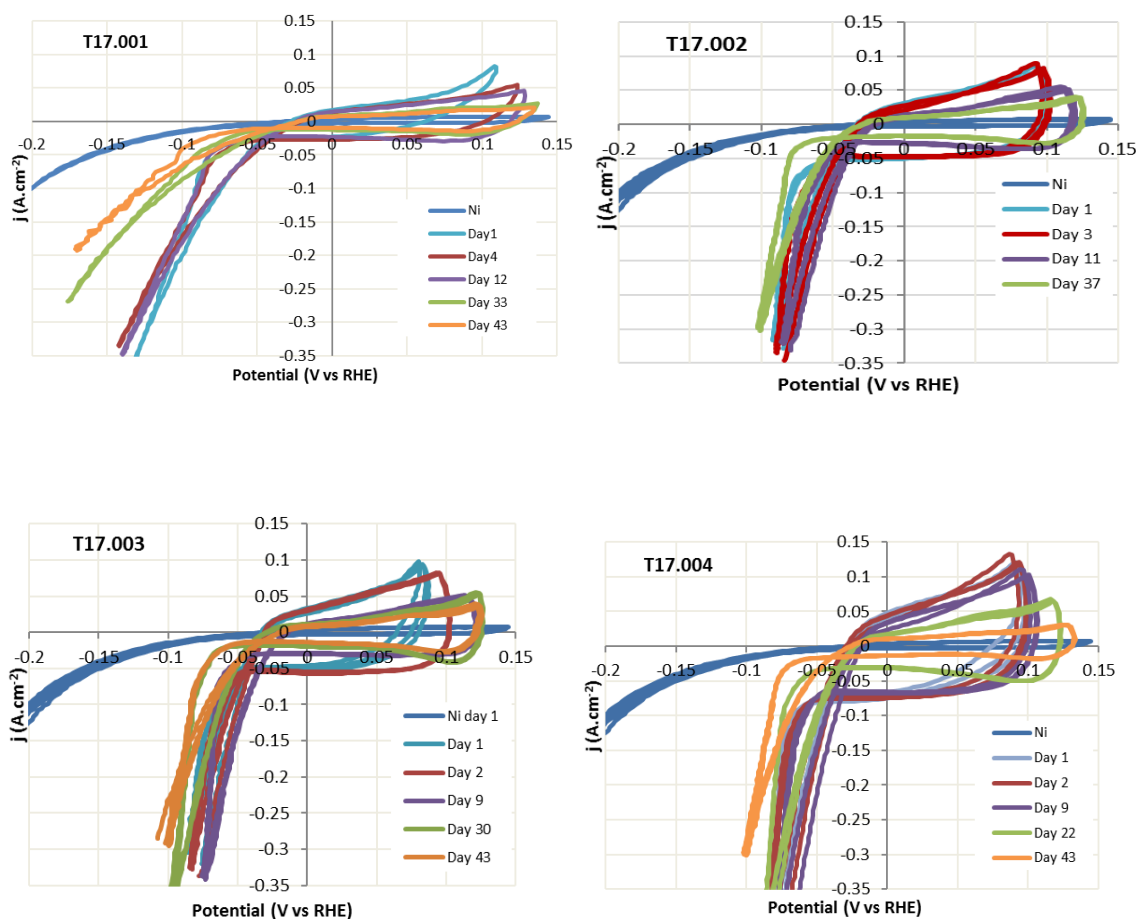 T17.001
0.15
0.1
0.05
0
-0.05
-0.1
-0.15
-0.2
-0.25
-0.3
-0.35
-0.2
-0.15
-0.1
-0.05
0
0.05
0.1
0.15
j (A.cm-2)
Potential (V vs RHE)
Ni
Day1
Day4
Day 12
Day 33
Day 43
T17.002
0.15
0.1
0.05
0
-0.05
-0.1
-0.15
-0.2
-0.25
-0.3
-0.35
-0.2
-0.15
-0.1
-0.05
0
0.05
0.1
0.15
j (A.cm-2)
Potential (V vs RHE)
Ni
Day 1
Day 3
Day 11
Day 37
T17.003
0.15
0.1
0.05
0
-0.05
-0.1
-0.15
-0.2
-0.25
-0.3
-0.35
-0.2
-0.15
-0.1
-0.05
0
0.05
0.1
0.15
j (A.cm-2)
Potential (V vs RHE)
Ni day 1
Day 1
Day 2
Day 9
Day 30
Day 43
T17.004
0.15
0.1
0.05
0
-0.05
-0.1
-0.15
-0.2
-0.25
-0.3
-0.35
-0.2
-0.15
-0.1
-0.05
0
0.05
0.1
0.15
j (A.cm-2)
Potential (V vs RHE)
Ni
Day 1
Day 2
Day 9
Day 22
Day 43